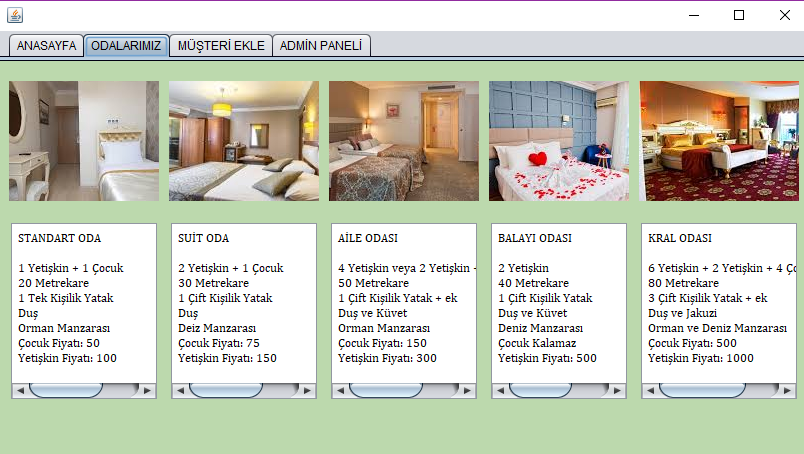 ANASAYFA
ODALARIMIZ
MÜŞTERİ EKLE
ADMİN PANELİ
STANDART ODA
1 Yetişkin + 1 Çocuk
20 Metrekare
1 Tek Kişilik Yatak
Duş
Orman Manzarası
Çocuk Fiyatı: 50
Yetişkin Fiyatı: 100
SUİT ODA
2 Yetişkin + 1 Çocuk
30 Metrekare
1 Çift Kişilik Yatak
Duş
Deiz Manzarası
Çocuk Fiyatı: 75
Yetişkin Fiyatı: 150
AİLE ODASI
4 Yetişkin veya 2 Yetişkin +
50 Metrekare
1 Çift Kişilik Yatak + ek
Duş ve Küvet
Orman Manzarası
Çocuk Fiyatı: 150
Yetişkin Fiyatı: 300
BALAYI ODASI
2 Yetişkin
40 Metrekare
1 Çift Kişilik Yatak
Duş ve Küvet
Deniz Manzarası
Çocuk Kalamaz
Yetişkin Fiyatı: 500
KRAL ODASI
6 Yetişkin + 2 Yetişkin + 4 Ço
80 Metrekare
3 Çift Kişilik Yatak + ek
Duş ve Jakuzi
Orman ve Deniz Manzarası
Çocuk Fiyatı: 500
Yetişkin Fiyatı: 1000